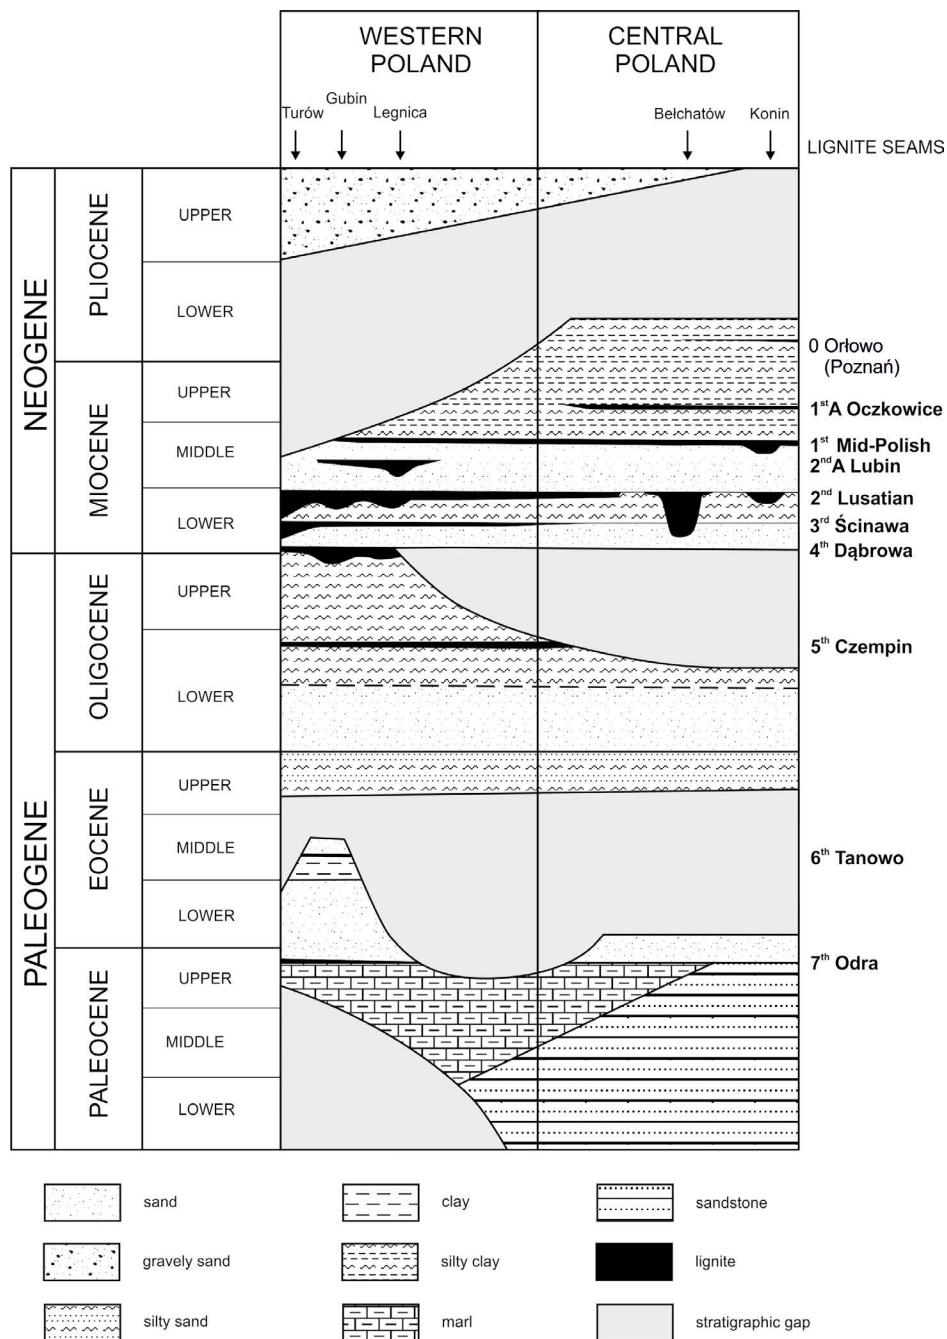 WESTERN
POLAND
CENTRAL
POLAND
Turów
Gubin
Legnica
Bełchatów
Konin
LIGNITE SEAMS
NEOGENE
PLIOCENE
UPPER
LOWER
MIOCENE
UPPER
MIDDLE
LOWER
PALEOGENE
OLIGOCENE
UPPER
LOWER
EOCENE
UPPER
MIDDLE
LOWER
PALEOCENE
UPPER
MIDDLE
LOWER
0 Orłowo
(Poznań)
1st A Oczkowice
1st Mid-Polish
2nd A Lubin
2nd Lusatian
3rd Ścinawa
4th Dąbrowa
5th Czempin
6th Tanowo
7th Odra
sand
clay
sandstone
gravely sand
silty clay
lignite
silty sand
marl
stratigraphic gap